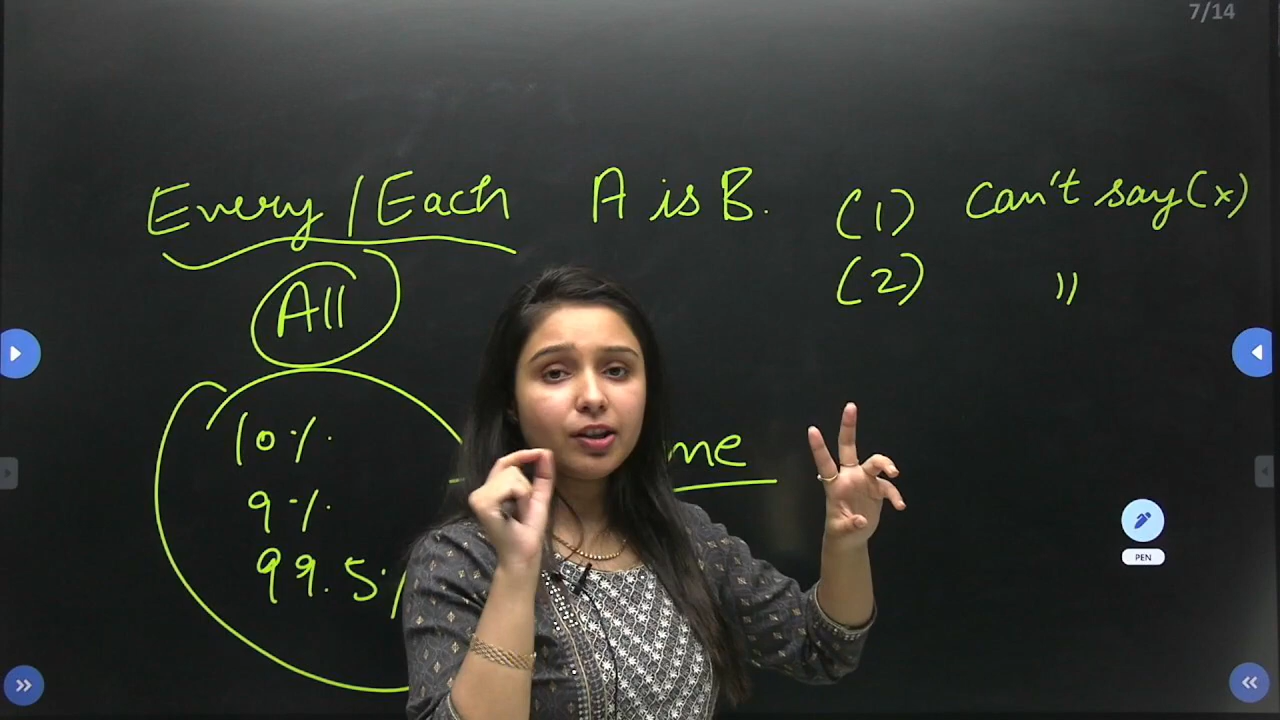 7/14
Every/Each A is B. (1) Can't say(x)
All (2) "
10%
9% me
99.5%
PEN